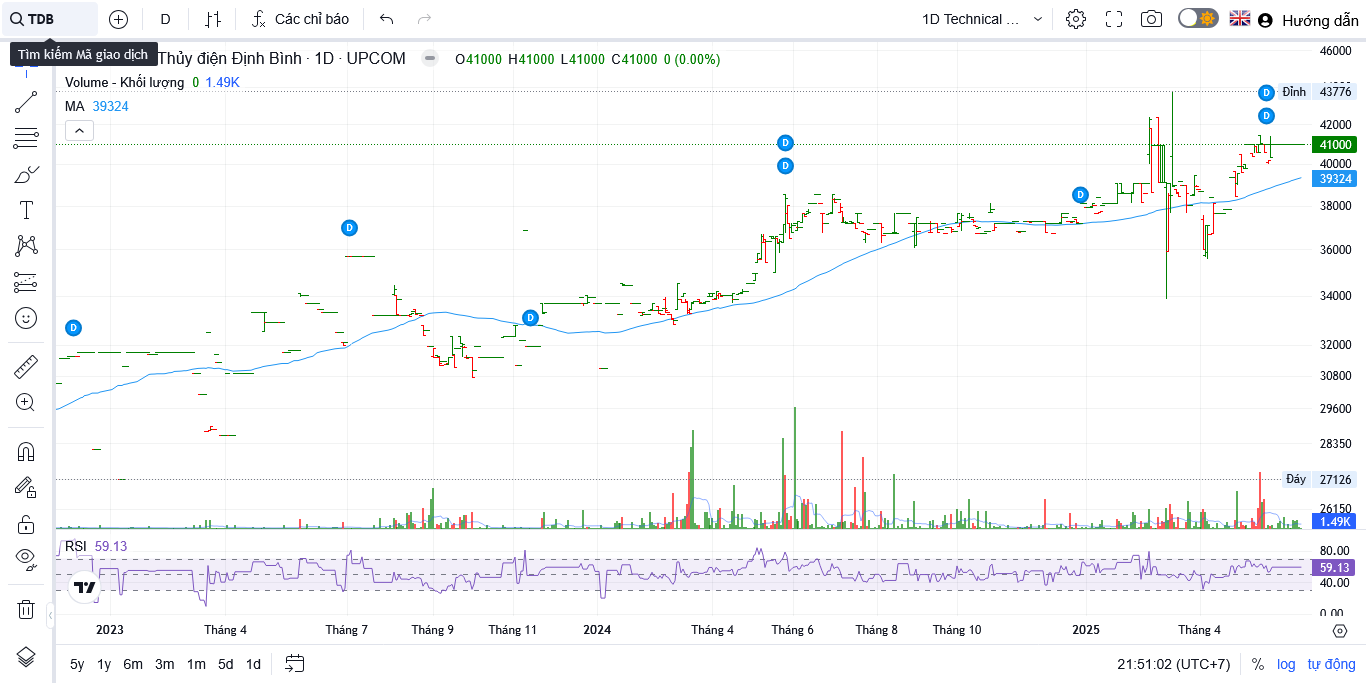 TDB D Các chỉ báo 1D Technical ... Hướng dẫn
Tìm kiếm Mã giao dịch
Thủy điện Định Bình · 1D · UPCOM O41000 H41000 L41000 C41000 0 (0.00%)
Volume - Khối lượng 0 1.49K
MA 39324
46000
Đỉnh 43776
42000
41000
40000
39324
38000
36000
34000
32000
30800
29600
28350
Đáy 27126
26150
1.49K
D
D
D
D
D
D
D
D
RSI 59.13
80.00
59.13
40.00
0.00
2023 Tháng 4 Tháng 7 Tháng 9 Tháng 11 2024 Tháng 4 Tháng 6 Tháng 8 Tháng 10 2025 Tháng 4
5y 1y 6m 3m 1m 5d 1d 21:51:02 (UTC+7) % log tự động